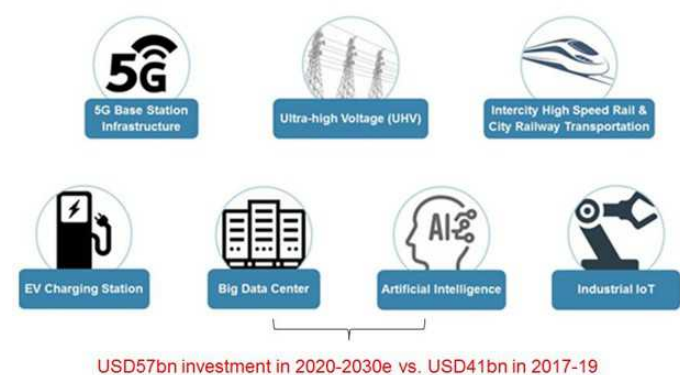 5G
5G Base Station
Infrastructure
Ultra-high Voltage (UHV)
Intercity High Speed Rail &
City Railway Transportation
EV Charging Station
Big Data Center
AI
Artificial Intelligence
Industrial IoT
USD57bn investment in 2020-2030e vs. USD41bn in 2017-19